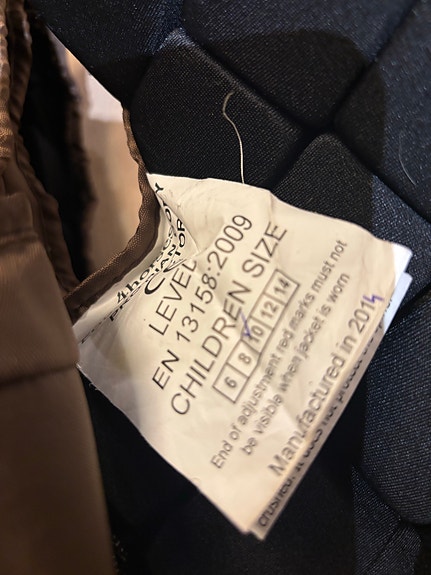 LEVEL
EN 13158:2009
CHILDREN SIZE
6 8 10 12 14
End of adjustment red marks must not
be visible when jacket is worn
Manufactured in 2014